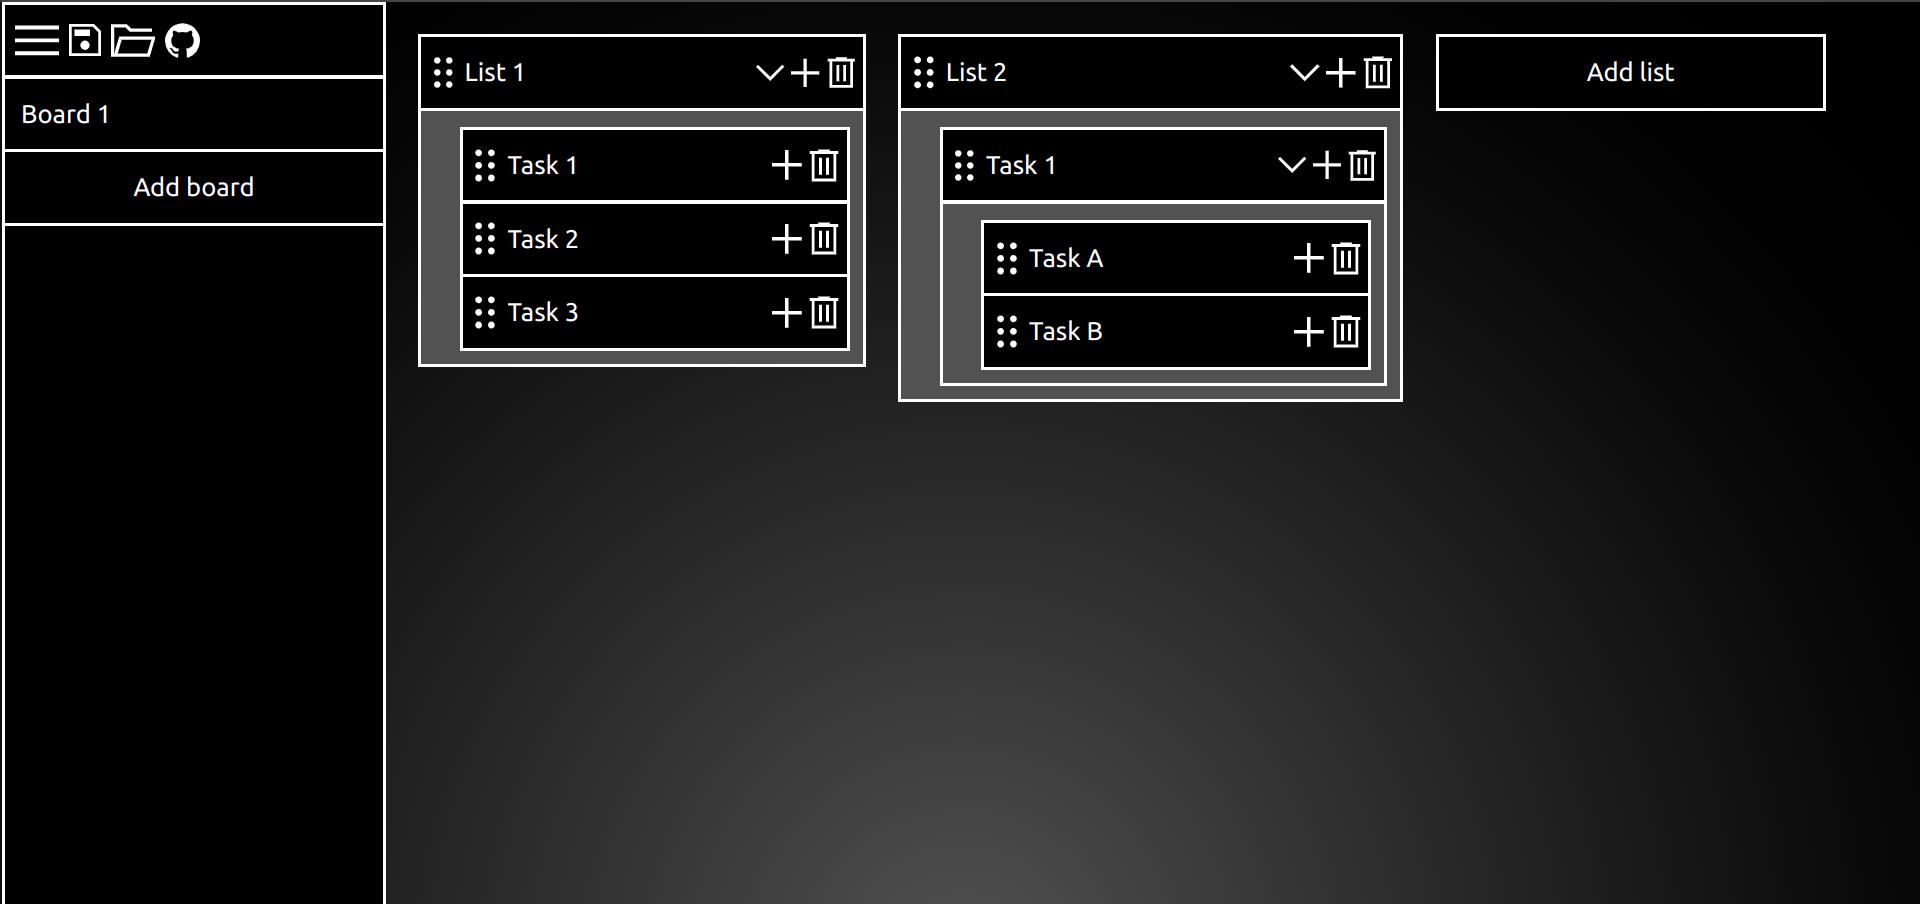 Board 1
Add board
List 1
Task 1
Task 2
Task 3
List 2
Task 1
Task A
Task B
Add list